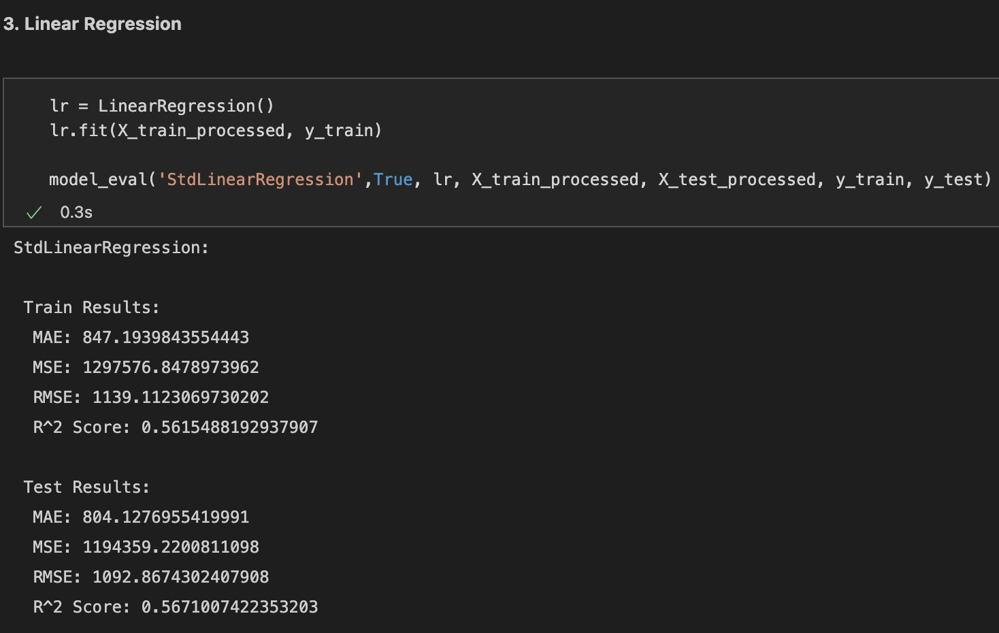 3. Linear Regression
lr = LinearRegression()
lr.fit(X_train_processed, y_train)
model_eval('StdLinearRegression',True, lr, X_train_processed, X_test_processed, y_train, y_test)
✓ 0.3s
StdLinearRegression:
Train Results:
MAE: 847.1939843554443
MSE: 1297576.8478973962
RMSE: 1139.1123069730202
R^2 Score: 0.5615488192937907
Test Results:
MAE: 804.1276955419991
MSE: 1194359.2200811098
RMSE: 1092.8674302407908
R^2 Score: 0.5671007422353203